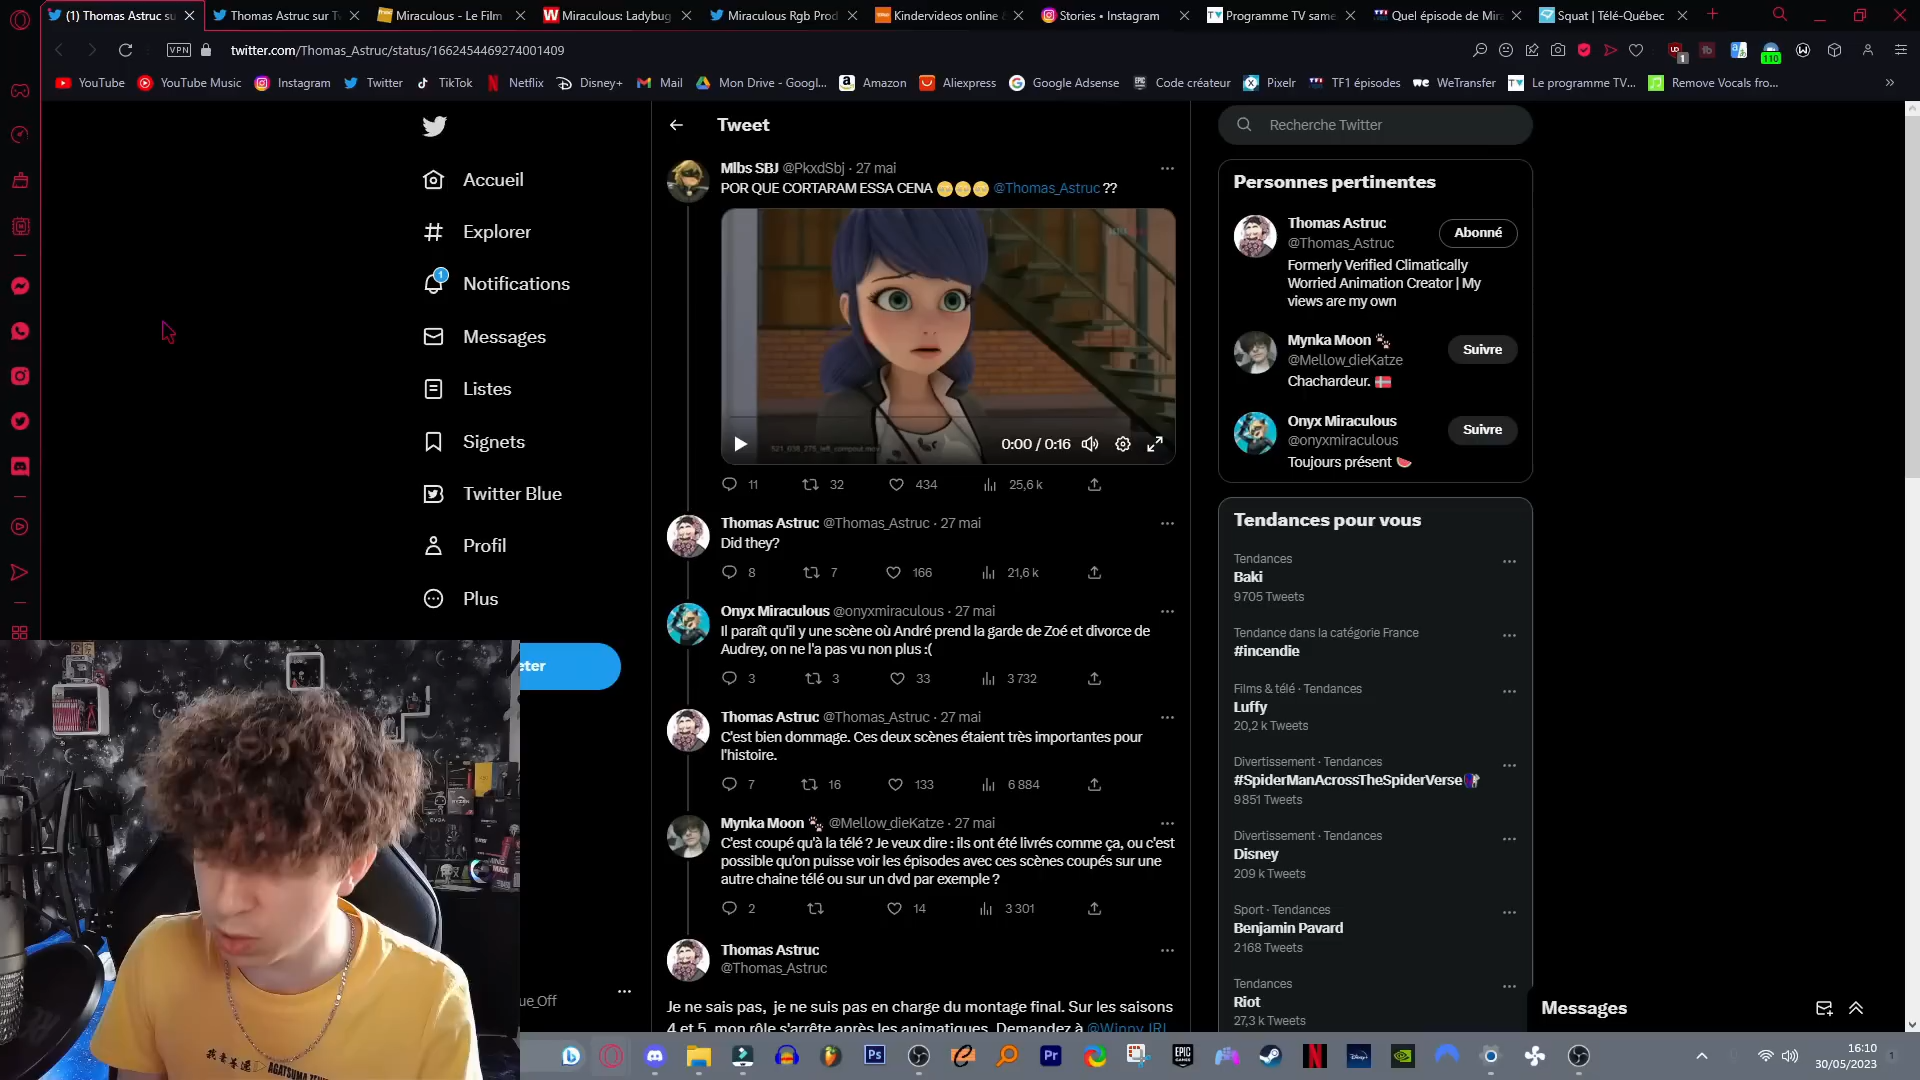 (1) Thomas Astruc su
Thomas Astruc sur Tw
Miraculous - Le Film
Miraculous: Ladybug
Miraculous Rgb Prod
Kindervideos online
Stories • Instagram
Programme TV same
Quel épisode de Mira
Squat | Télé-Québec
VPN
twitter.com/Thomas_Astruc/status/1662454469274001409
1
110
YouTube
YouTube Music
Instagram
Twitter
TikTok
Netflix
Disney+
Mail
Mon Drive - Googl...
Amazon
Aliexpress
Google Adsense
Code créateur
Pixelr
TF1 épisodes
WeTransfer
Le programme TV...
Remove Vocals fro...
Accueil
Explorer
1
Notifications
Messages
Listes
Signets
Twitter Blue
Profil
Plus
eter
ue_Off
Tweet
Mlbs SBJ @PkxdSbj · 27 mai
POR QUE CORTARAM ESSA CENA 😔😔😔 @Thomas_Astruc ??
0:00 / 0:16
11 32 434 25,6 k
Thomas Astruc @Thomas_Astruc · 27 mai
Did they?
8 7 166 21,6 k
Onyx Miraculous @onyxmiraculous · 27 mai
Il paraît qu'il y une scène où André prend la garde de Zoé et divorce de
Audrey, on ne l'a pas vu non plus :(
3 3 33 3 732
Thomas Astruc @Thomas_Astruc · 27 mai
C'est bien dommage. Ces deux scènes étaient très importantes pour
l'histoire.
7 16 133 6 884
Mynka Moon 🐾 @Mellow_dieKatze · 27 mai
C'est coupé qu'à la télé ? Je veux dire : ils ont été livrés comme ça, ou c'est
possible qu'on puisse voir les épisodes avec ces scènes coupés sur une
autre chaine télé ou sur un dvd par exemple ?
2 14 3 301
Thomas Astruc
@Thomas_Astruc
Je ne sais pas, je ne suis pas en charge du montage final. Sur les saisons
4 et 5, mon rôle s'arrête après les animatiques. Demandez à @Winny_IRL
Recherche Twitter
Personnes pertinentes
Thomas Astruc
@Thomas_Astruc
Abonné
Formerly Verified Climatically
Worried Animation Creator | My
views are my own
Mynka Moon 🐾
@Mellow_dieKatze
Suivre
Chachardeur. 🇩🇰
Onyx Miraculous
@onyxmiraculous
Suivre
Toujours présent 🍉
Tendances pour vous
Tendances
Baki
9705 Tweets
Tendance dans la catégorie France
#incendie
Films & télé · Tendances
Luffy
20,2 k Tweets
Divertissement · Tendances
#SpiderManAcrossTheSpiderVerse
9851 Tweets
Divertissement · Tendances
Disney
209 k Tweets
Sport · Tendances
Benjamin Pavard
2168 Tweets
Tendances
Riot
27,3 k Tweets
Messages
Ps
Pr
EPIC GAMES
16:10
30/05/2023
1